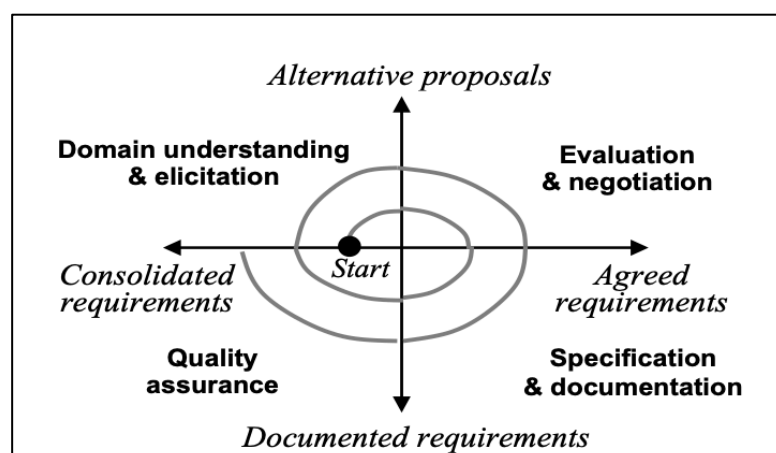 Alternative proposals
Domain understanding
& elicitation
Evaluation
& negotiation
Start
Consolidated
requirements
Agreed
requirements
Quality
assurance
Specification
& documentation
Documented requirements